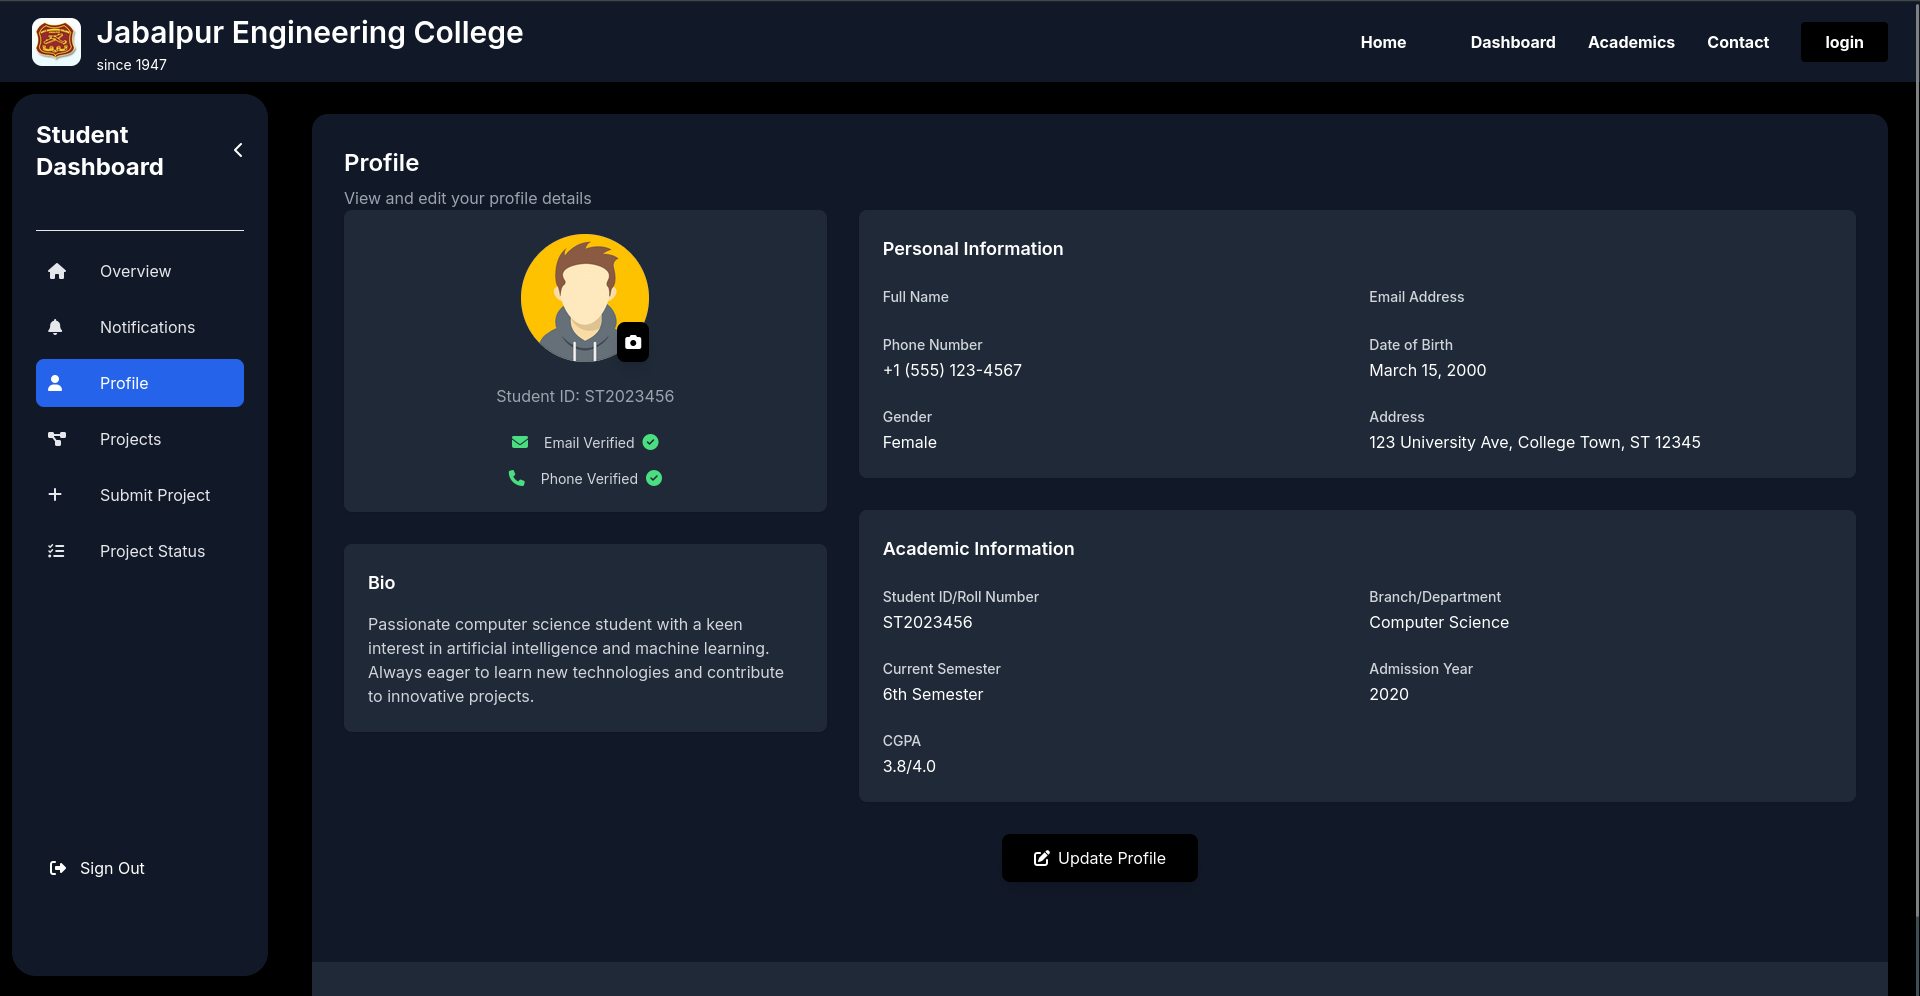 Jabalpur Engineering College
since 1947
Home
Dashboard
Academics
Contact
login
Student
Dashboard
Overview
Notifications
Profile
Projects
Submit Project
Project Status
Sign Out
Profile
View and edit your profile details
Student ID: ST2023456
Email Verified
Phone Verified
Bio
Passionate computer science student with a keen
interest in artificial intelligence and machine learning.
Always eager to learn new technologies and contribute
to innovative projects.
Personal Information
Full Name
Email Address
Phone Number
+1 (555) 123-4567
Date of Birth
March 15, 2000
Gender
Female
Address
123 University Ave, College Town, ST 12345
Academic Information
Student ID/Roll Number
ST2023456
Branch/Department
Computer Science
Current Semester
6th Semester
Admission Year
2020
CGPA
3.8/4.0
Update Profile